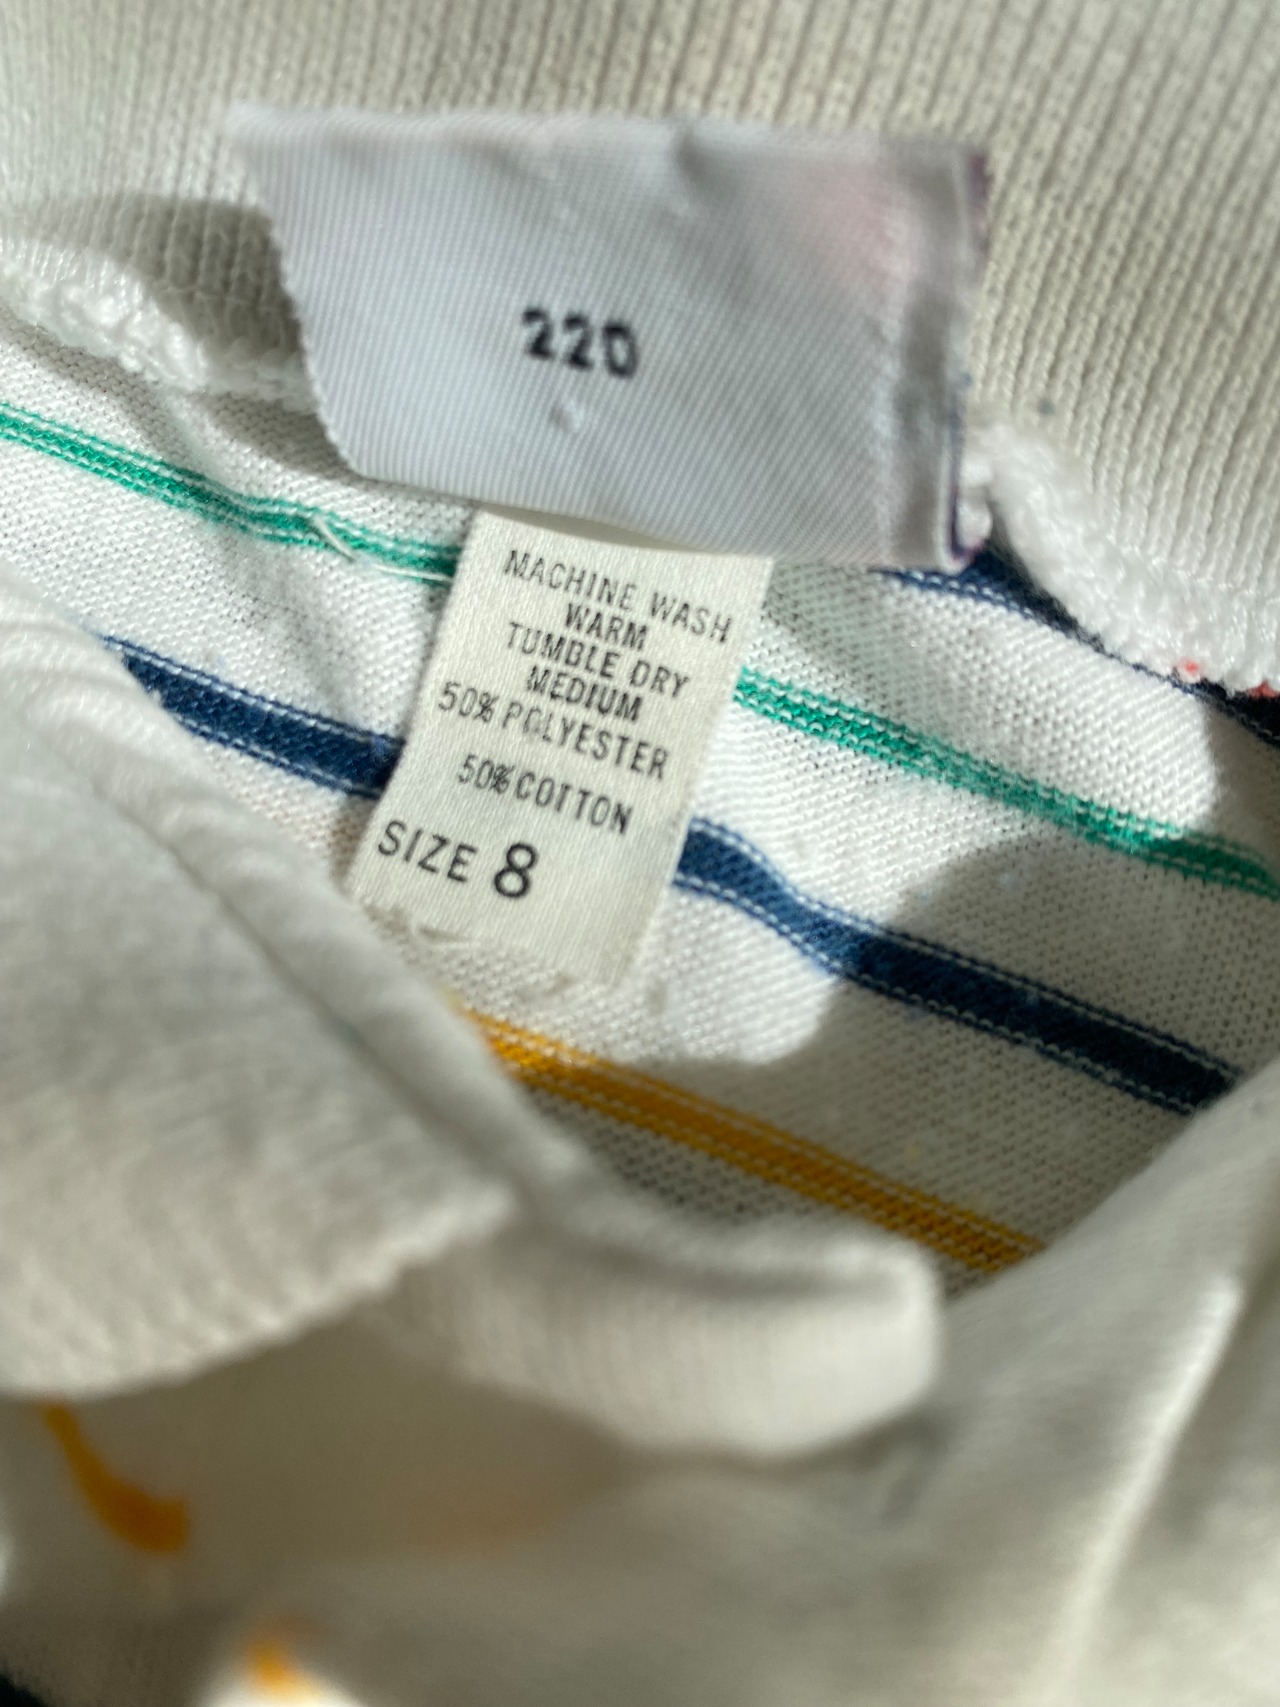 220
MACHINE WASH
WARM
TUMBLE DRY
MEDIUM
50% POLYESTER
50% COTTON
SIZE 8